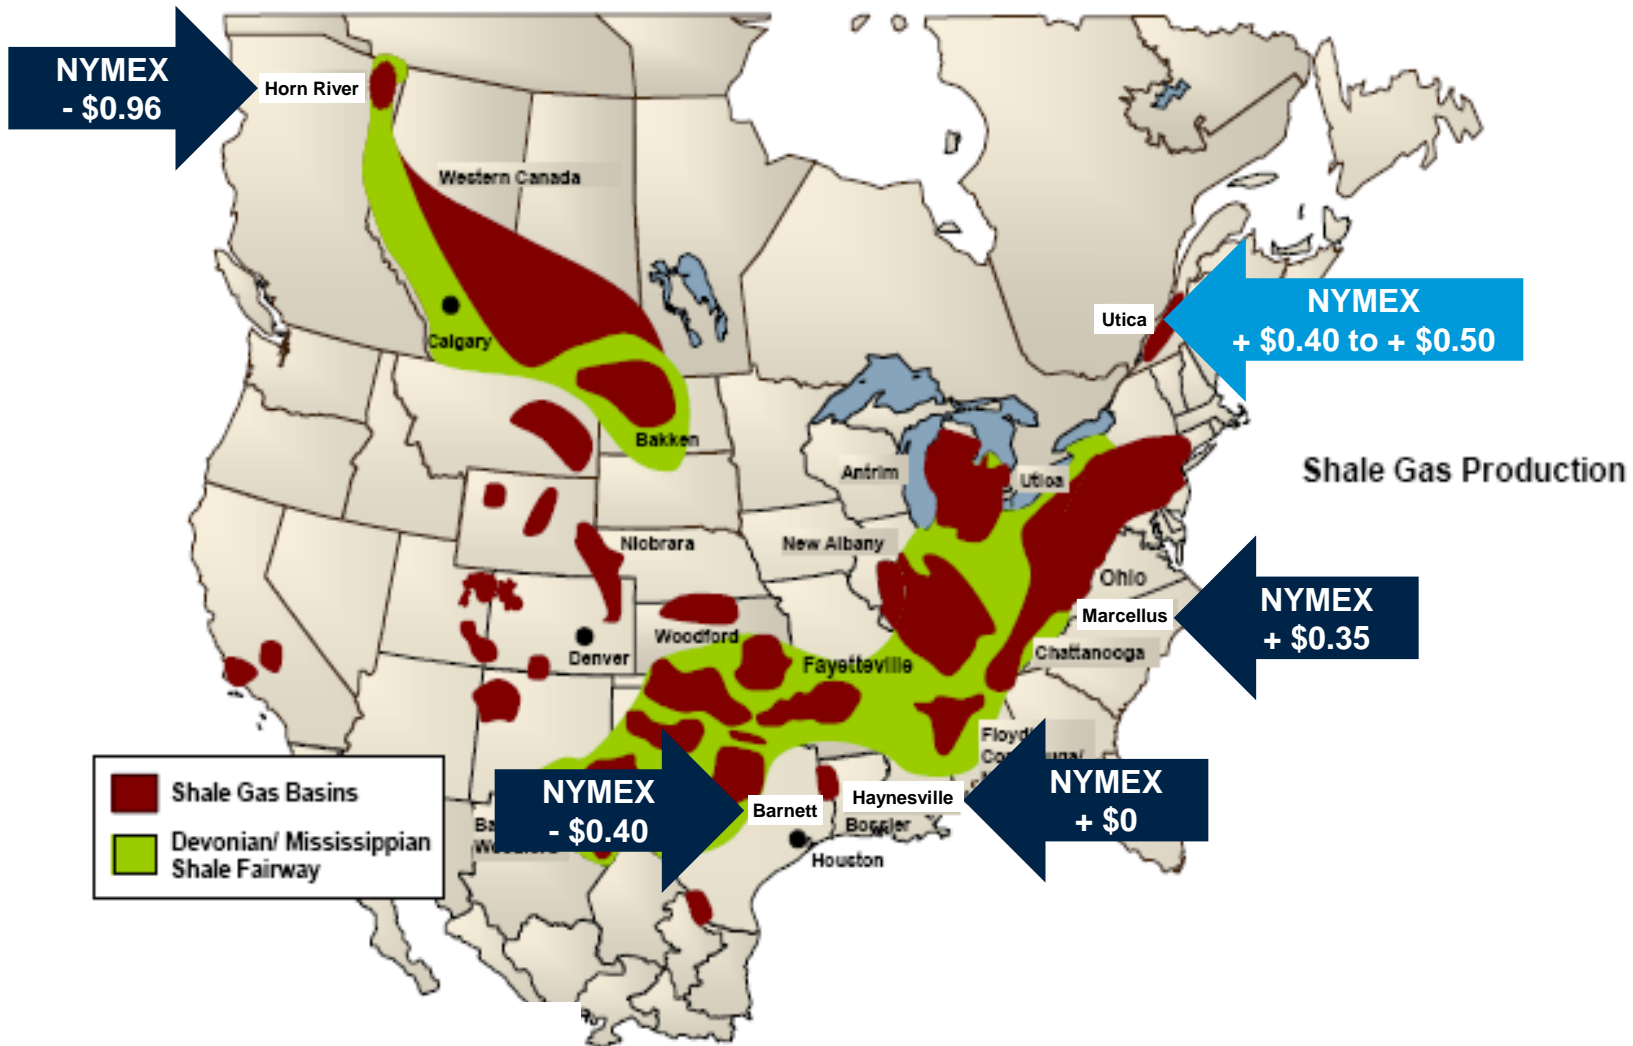 NYMEX
- $0.96
Horn River
Western Canada
Calgary
Utica
NYMEX
+ $0.40 to + $0.50
Bakken
Antrim
Utica
Shale Gas Production
Niobrara
New Albany
Ohio
Marcellus
NYMEX
+ $0.35
Woodford
Denver
Fayetteville
Chattanooga
Shale Gas Basins
Devonian/ Mississippian
Shale Fairway
NYMEX
- $0.40
Barnett
Haynesville
NYMEX
+ $0
Bossier
Houston